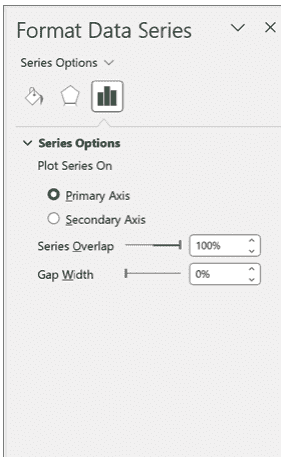 Format Data Series
Series Options
Series Options
Plot Series On
Primary Axis
Secondary Axis
Series Overlap 100%
Gap Width 0%